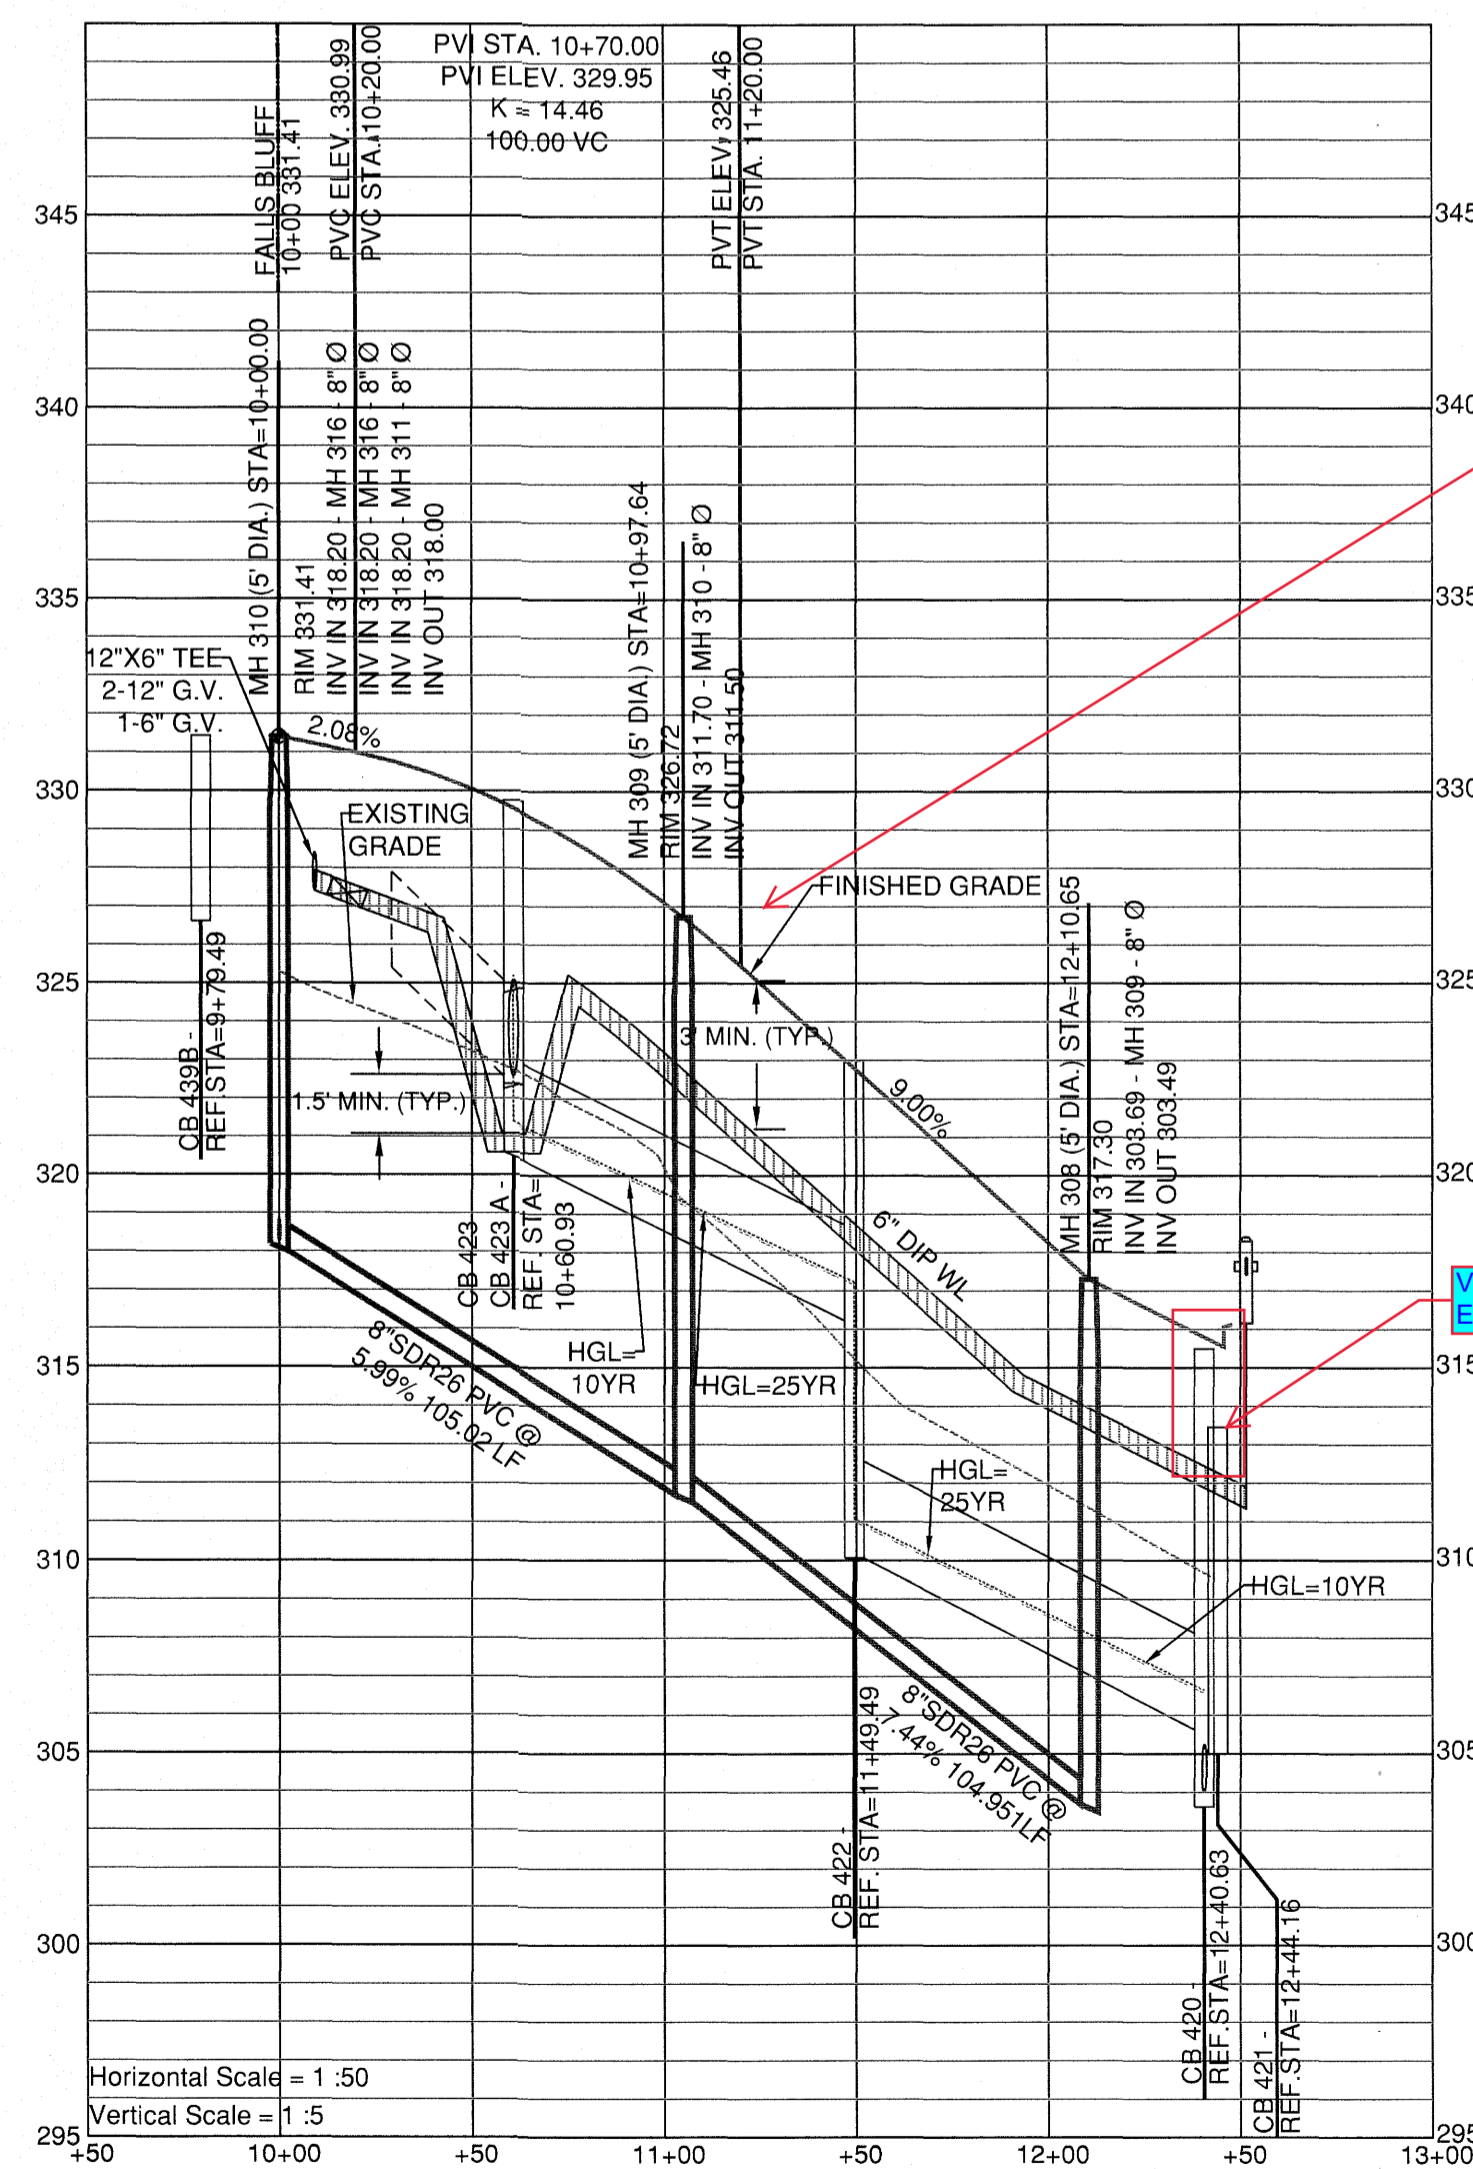 PVI STA. 10+70.00
PVI ELEV. 329.95
K = 14.46
100.00 VC
FALLS BLUFF
10+00 331.41
PVC ELEV. 330.99
PVC STA. 10+20.00
PVT ELEV. 325.46
PVT STA. 11+20.00
345
345
340
340
335
335
330
330
325
325
320
320
315
315
310
310
305
305
300
300
295
295
MH 310 (5' DIA.) STA=10+00.00
RIM 331.41
INV IN 318.20 - MH 316 - 8" Ø
INV IN 318.20 - MH 316 - 8" Ø
INV IN 318.20 - MH 311 - 8" Ø
INV OUT 318.00
12"X6" TEE
2-12" G.V.
1-6" G.V.
2.08%
EXISTING
GRADE
MH 309 (5' DIA.) STA=10+97.64
RIM 326.72
INV IN 311.70 - MH 310 - 8" Ø
INV OUT 311.50
FINISHED GRADE
3' MIN. (TYP.)
9.00%
MH 308 (5' DIA.) STA=12+10.65
RIM 317.30
INV IN 303.69 - MH 309 - 8" Ø
INV OUT 303.49
CB 439B -
REF.STA=9+79.49
1.5' MIN. (TYP.)
CB 423
CB 423 A -
REF. STA=
10+60.93
6" DIP WL
HGL=
10YR
HGL=25YR
8"SDR26 PVC @
5.99% 105.02 LF
HGL=
25YR
HGL=10YR
8"SDR26 PVC @
7.44% 104.951LF
CB 422 -
REF. STA=11+49.49
CB 420 -
REF.STA=12+40.63
CB 421 -
REF.STA=12+44.16
V
E
Horizontal Scale = 1 :50
Vertical Scale = 1 :5
+50
10+00
+50
11+00
+50
12+00
+50
13+00